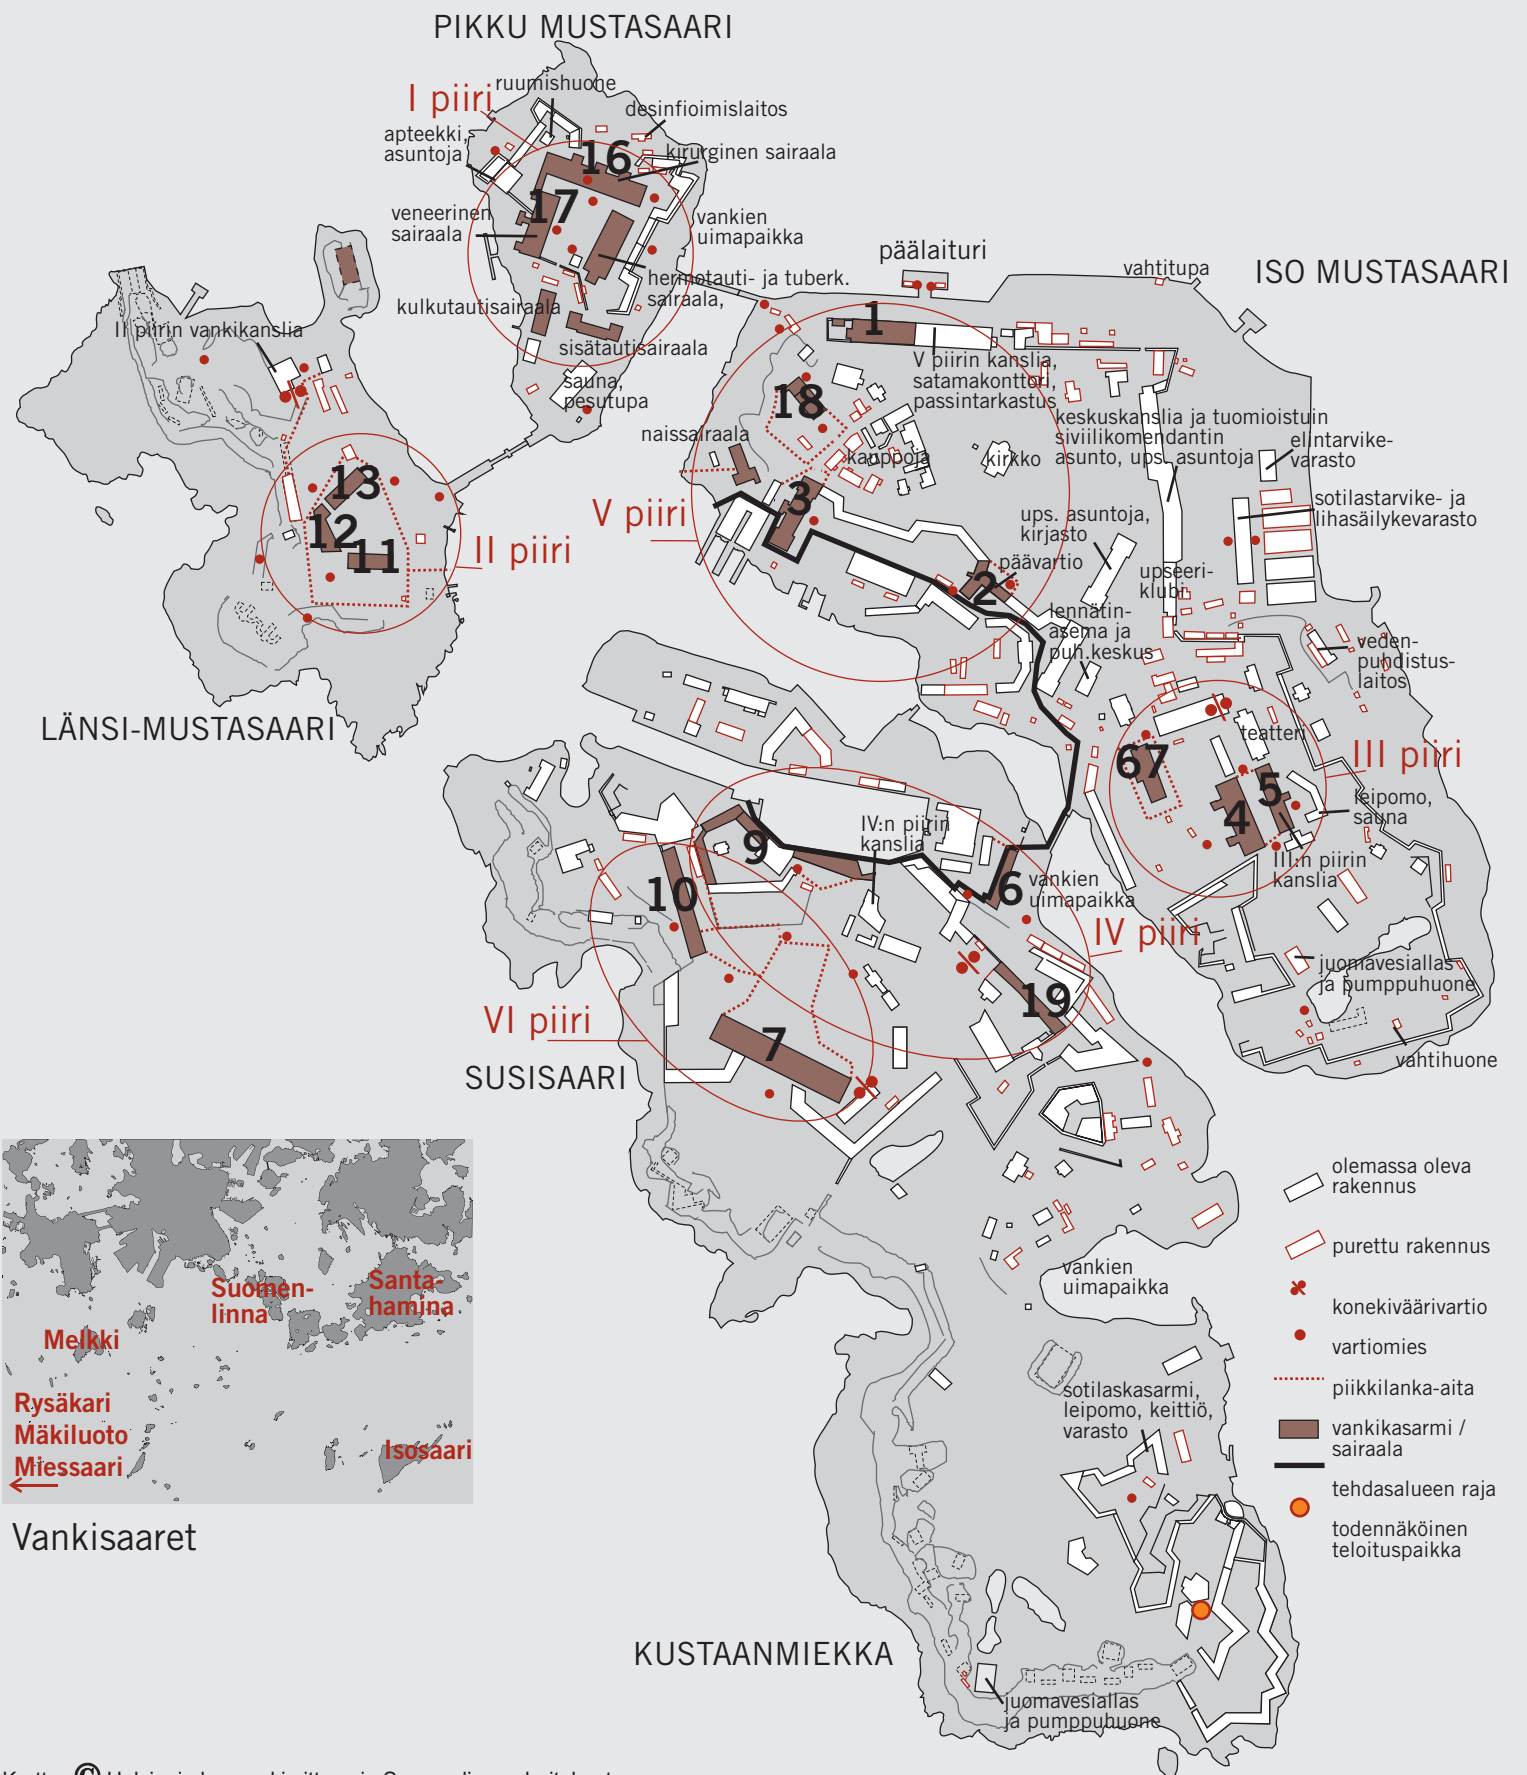 PIKKU MUSTASAARI
I piiri
ruumishuone
desinfioimislaitos
apteekki,
asuntoja
16
kirurginen sairaala
17
veneerinen
sairaala
vankien
uimapaikka
hermotauti- ja tuberk.
sairaala,
kulkutautisairaala
sisätautisairaala
sauna,
pesutupa
päälaituri
vahtitupa
ISO MUSTASAARI
II piirin vankikanslia
1
V piirin kanslia,
satamakonttori,
passintarkastus
18
keskuskanslia ja tuomioistuin
siviilikomendantin
asunto, ups. asuntoja
elintarvike-
varasto
naissairaala
kauppoja
kirkko
3
V piiri
sotilastarvike- ja
lihasäilykevarasto
ups. asuntoja,
kirjasto
päävartio
2
upseeri-
klubi
lennätin-
asema ja
puh.keskus
veden-
puhdistus-
laitos
13
12
11
II piiri
LÄNSI-MUSTASAARI
teatteri
III piiri
67
5
4
leipomo,
sauna
III:n piirin
kanslia
9
IV:n piirin
kanslia
10
6
vankien
uimapaikka
IV piiri
juomavesiallas
ja pumppuhuone
19
VI piiri
7
vahtihuone
SUSISAARI
Suomen-
linna
Santa-
hamina
Melkki
Rysäkari
Mäkiluoto
Miessaari
Isosaari
Vankisaaret
vankien
uimapaikka
sotilaskasarmi,
leipomo, keittiö,
varasto
KUSTAANMIEKKA
juomavesiallas
ja pumppuhuone
olemassa oleva
rakennus
purettu rakennus
konekiväärivartio
vartiomies
piikkilanka-aita
vankikasarmi /
sairaala
tehdasalueen raja
todennäköinen
teloituspaikka